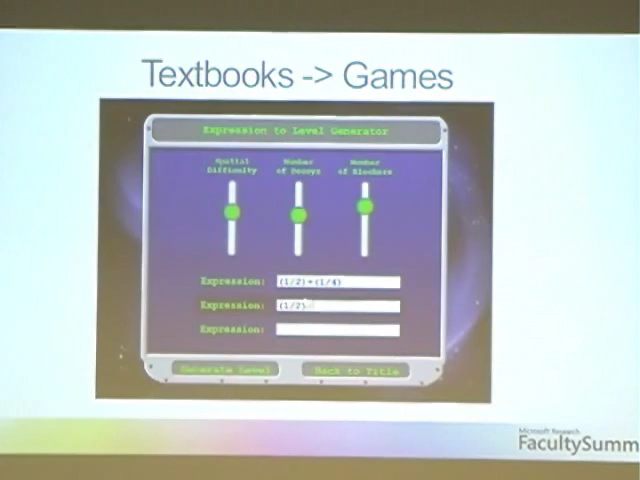 Textbooks -> Games
Expression to Level Generator
Spatial Difficulty
Number of Decoys
Number of Blockers
Expression: (1/2)+(1/4)
Expression: (1/2)
Expression:
Generate Level
Back to Title
Microsoft Research
FacultySumm